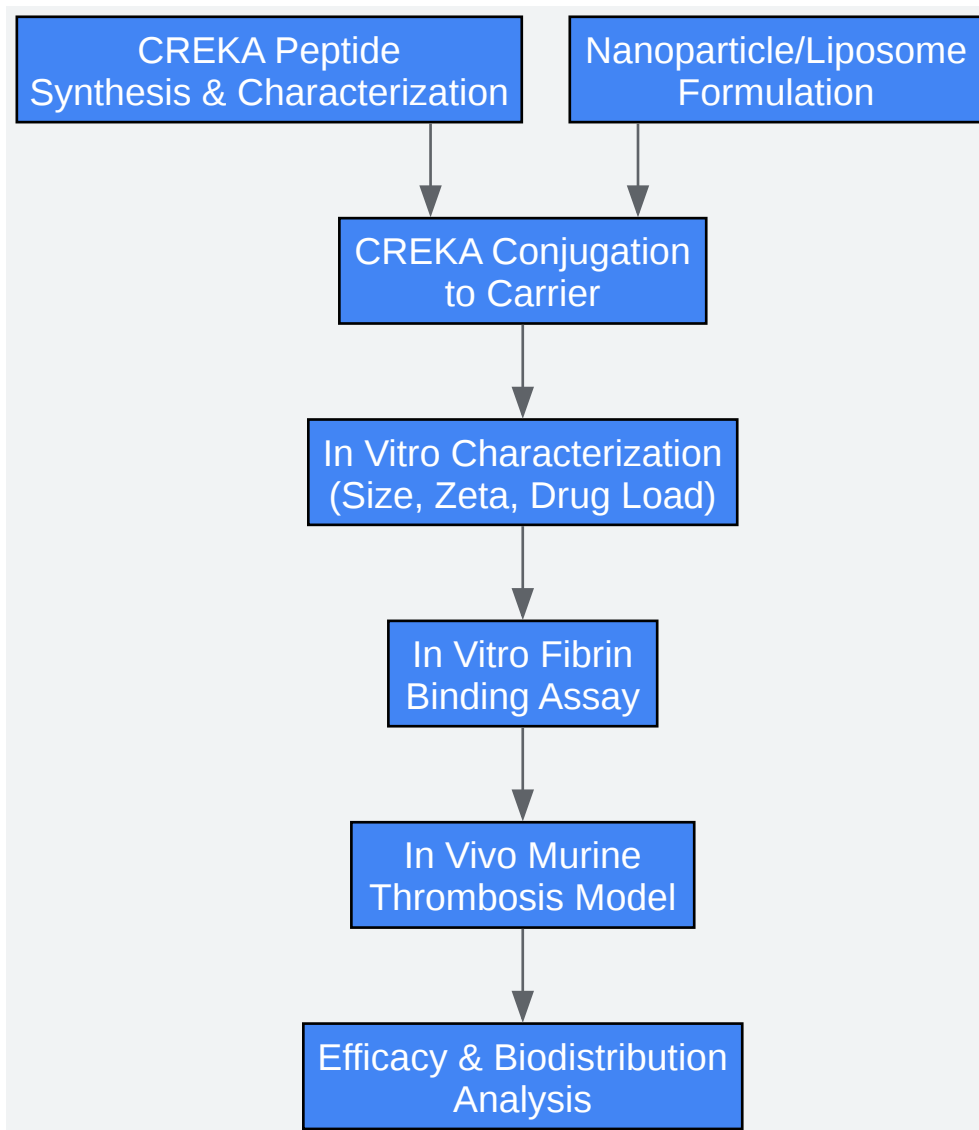 CREKA Peptide
Synthesis & Characterization
Nanoparticle/Liposome
Formulation
CREKA Conjugation
to Carrier
In Vitro Characterization
(Size, Zeta, Drug Load)
In Vitro Fibrin
Binding Assay
In Vivo Murine
Thrombosis Model
Efficacy & Biodistribution
Analysis